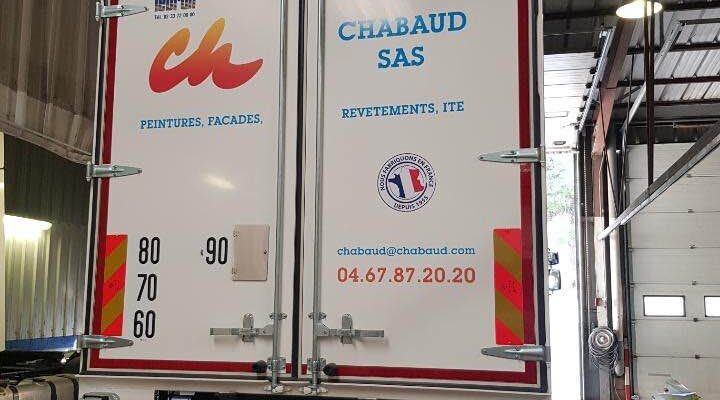 Ch
PEINTURES, FACADES,
80
90
70
60
CHABAUD
SAS
REVETEMENTS, ITE
NOUS FABRIQUONS EN FRANCE
DEPUIS 1955
chabaud@chabaud.com
04.67.87.20.20